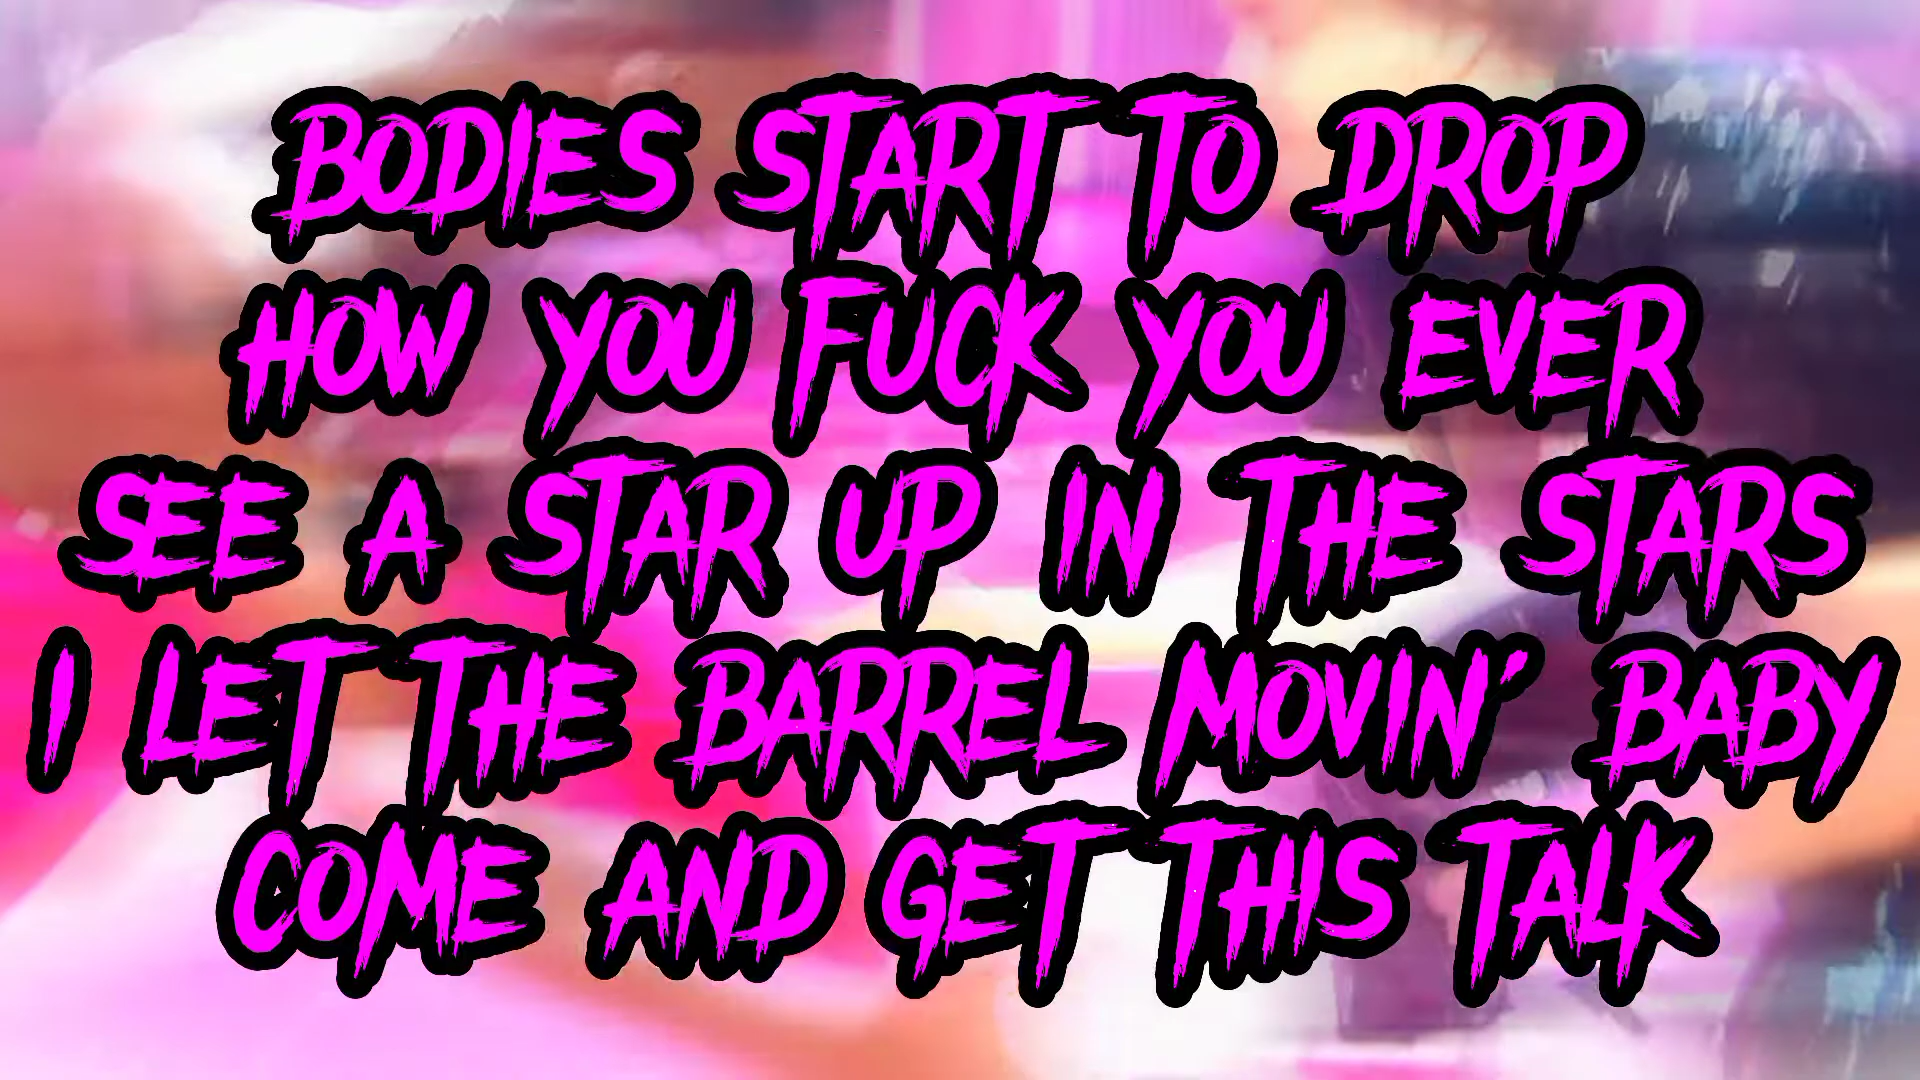 BODIES START TO DROP
HOW YOU FUCK YOU EVER
SEE A STAR UP IN THE STARS
I LET THE BARREL MOVIN' BABY
COME AND GET THIS TALK